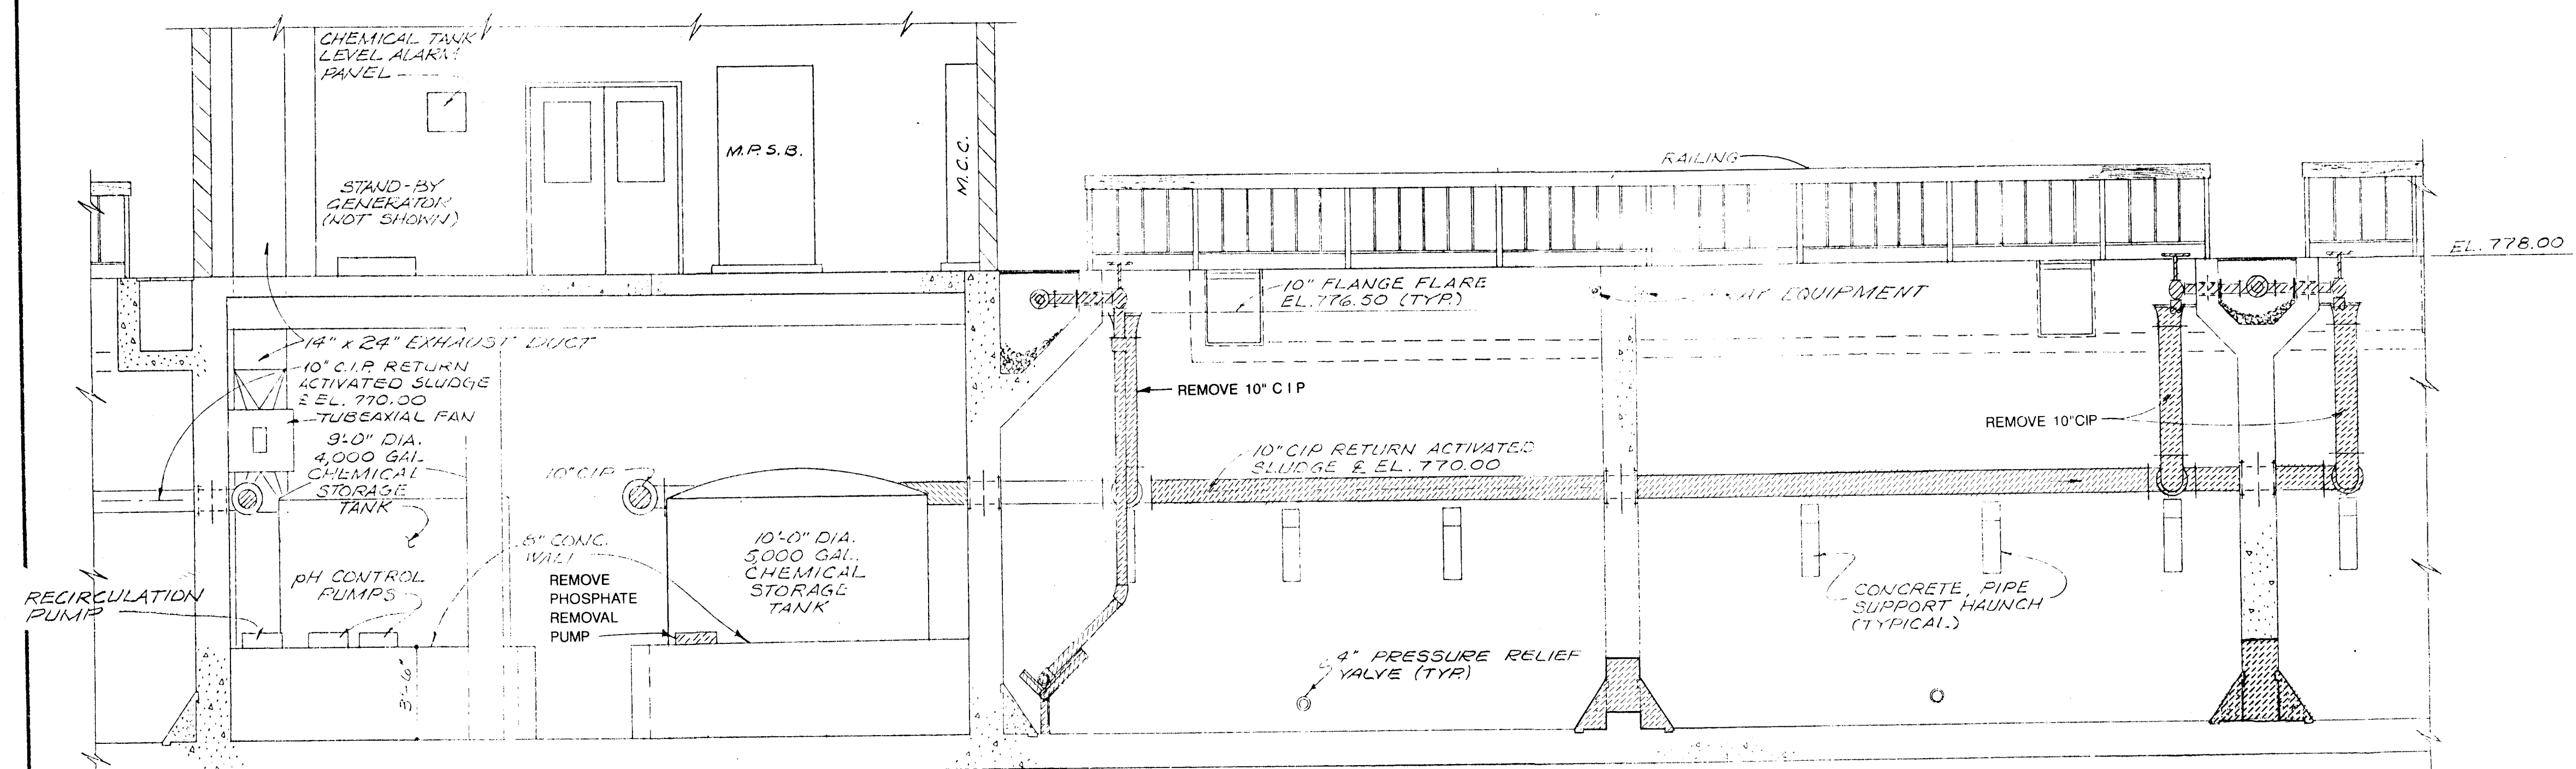 CHEMICAL TANK
LEVEL ALARM
PANEL
STAND-BY
GENERATOR
(NOT SHOWN)
M.P.S.B.
M.C.C.
RAILING
EL. 778.00
10" FLANGE FLARE
EL. 776.50 (TYP.)
EQUIPMENT
14" x 24" EXHAUST DUCT
10" C.I.P. RETURN
ACTIVATED SLUDGE
EL. 770.00
TUBEAXIAL FAN
9'-0" DIA.
4,000 GAL.
CHEMICAL
STORAGE
TANK
REMOVE 10" C I P
REMOVE 10"CIP
10" CIP RETURN ACTIVATED
SLUDGE ℄ EL. 770.00
10" CIP
8" CONC.
WALL
10'-0" DIA.
5,000 GAL.
CHEMICAL
STORAGE
TANK
pH CONTROL
PUMPS
REMOVE
PHOSPHATE
REMOVAL
PUMP
RECIRCULATION
PUMP
CONCRETE, PIPE
SUPPORT HAUNCH
(TYPICAL)
3'-6"
4" PRESSURE RELIEF
VALVE (TYP.)